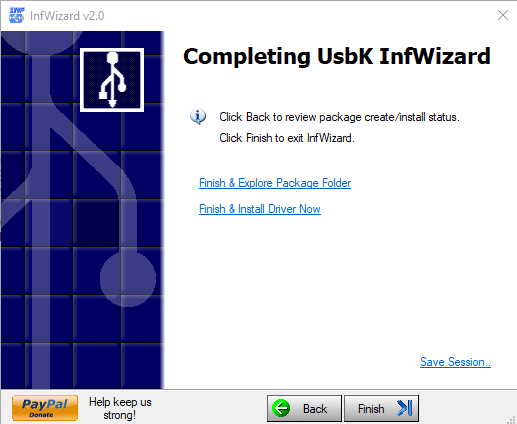 INF
InfWizard v2.0
Completing UsbK InfWizard
Click Back to review package create/install status.
Click Finish to exit InfWizard.
Finish & Explore Package Folder
Finish & Install Driver Now
Save Session..
PayPal
Donate
Help keep us
strong!
Back
Finish